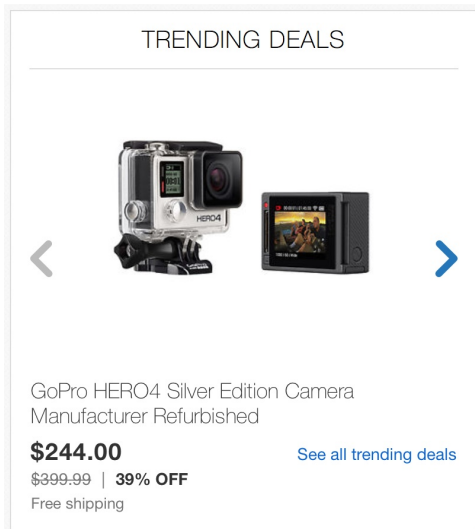 TRENDING DEALS
HERO4
GoPro HERO4 Silver Edition Camera
Manufacturer Refurbished
$244.00
See all trending deals
$399.99 | 39% OFF
Free shipping